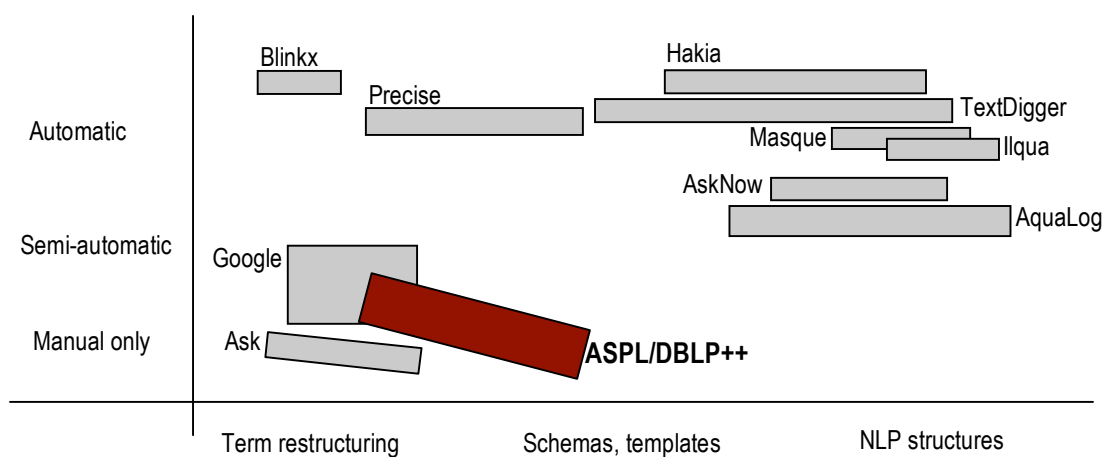 Hakia
Blinkx
Precise
TextDigger
Automatic
Masque
Ilqua
AskNow
AquaLog
Semi-automatic
Google
Manual only
Ask
ASPL/DBLP++
Term restructuring
Schemas, templates
NLP structures